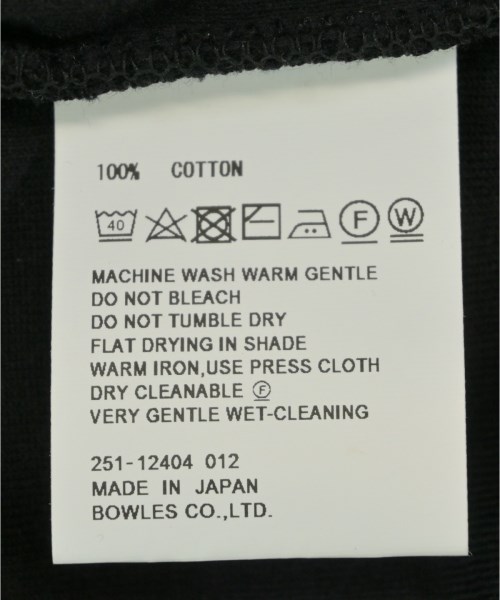 100% COTTON
40 F W
MACHINE WASH WARM GENTLE
DO NOT BLEACH
DO NOT TUMBLE DRY
FLAT DRYING IN SHADE
WARM IRON,USE PRESS CLOTH
DRY CLEANABLE Ⓕ
VERY GENTLE WET-CLEANING
251-12404 012
MADE IN JAPAN
BOWLES CO.,LTD.